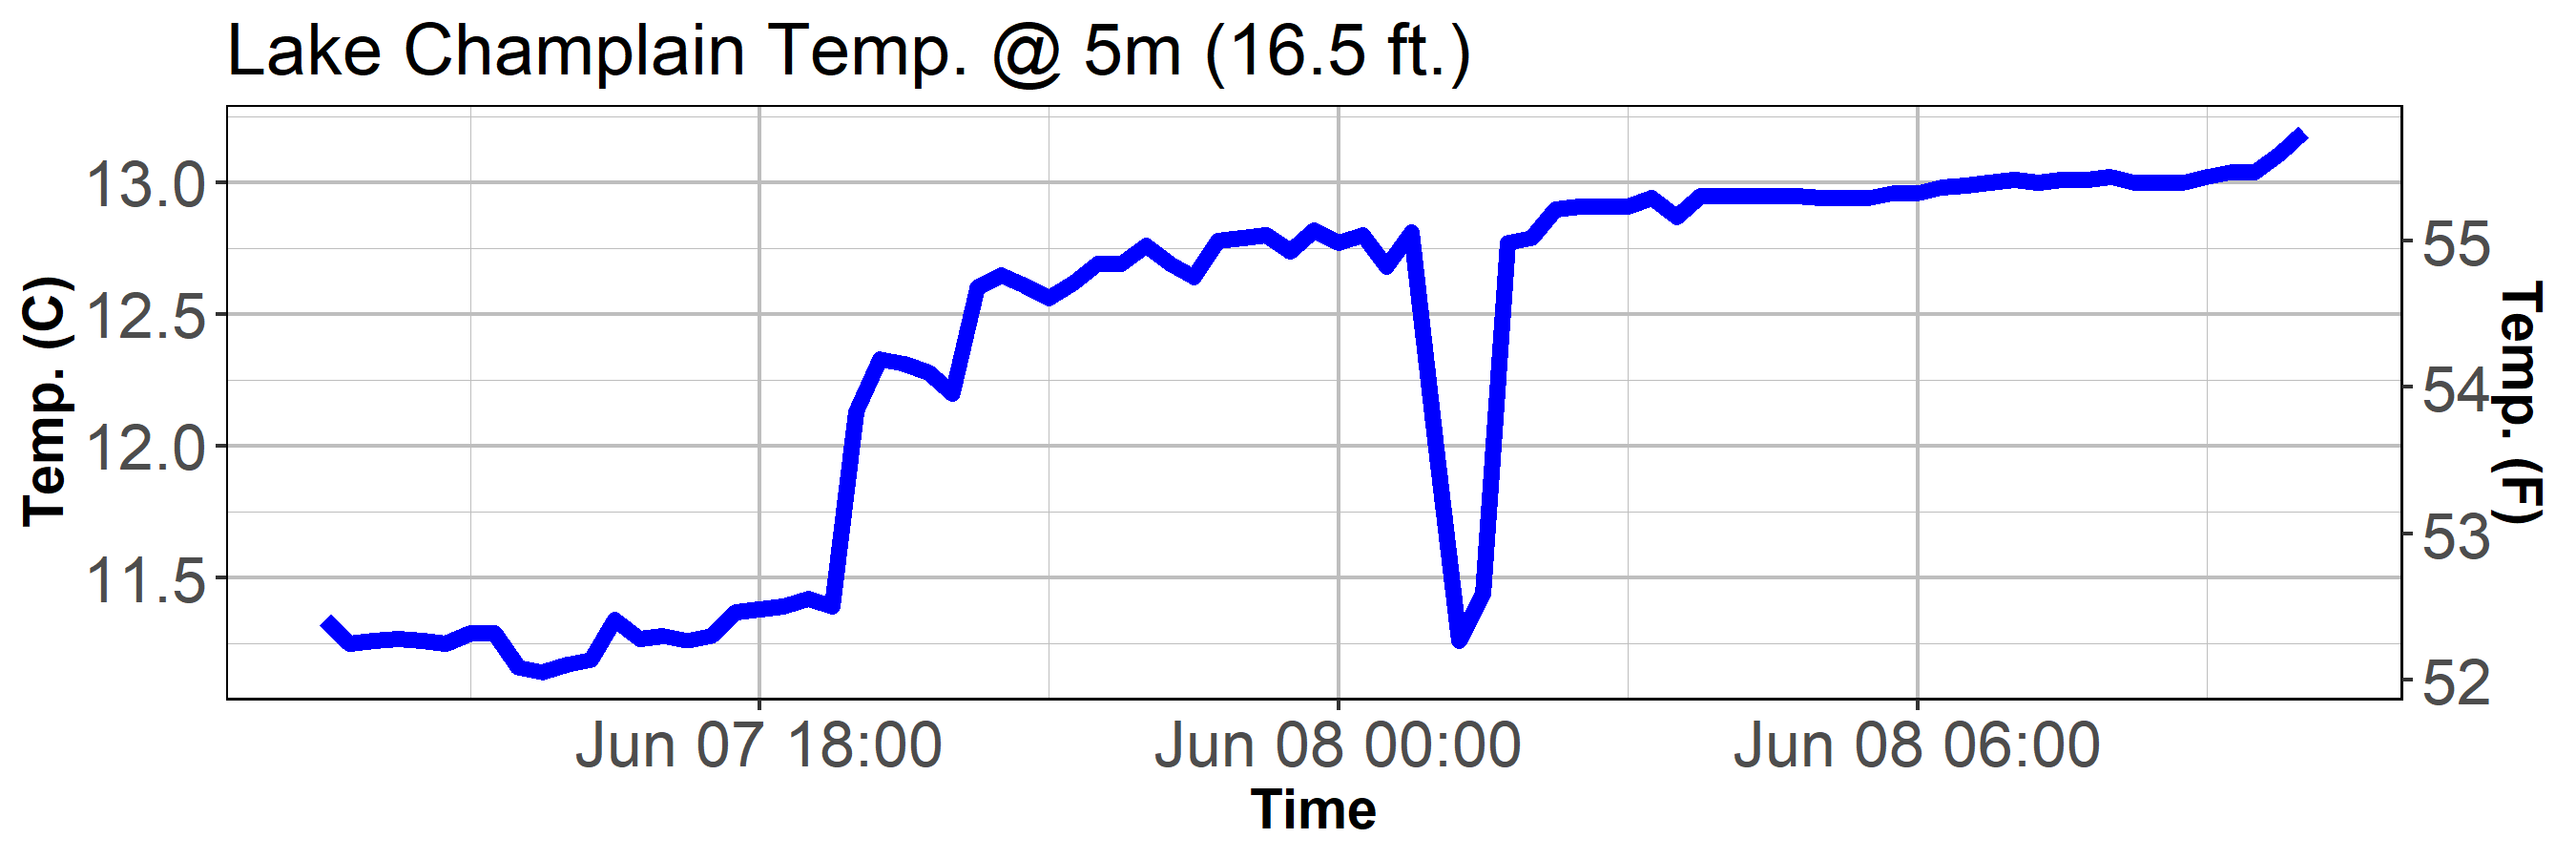 Lake Champlain Temp. @ 5m (16.5 ft.)
Temp. (C)
13.0
12.5
12.0
11.5
55
54
53
52
Temp. (F)
Jun 07 18:00
Jun 08 00:00
Jun 08 06:00
Time